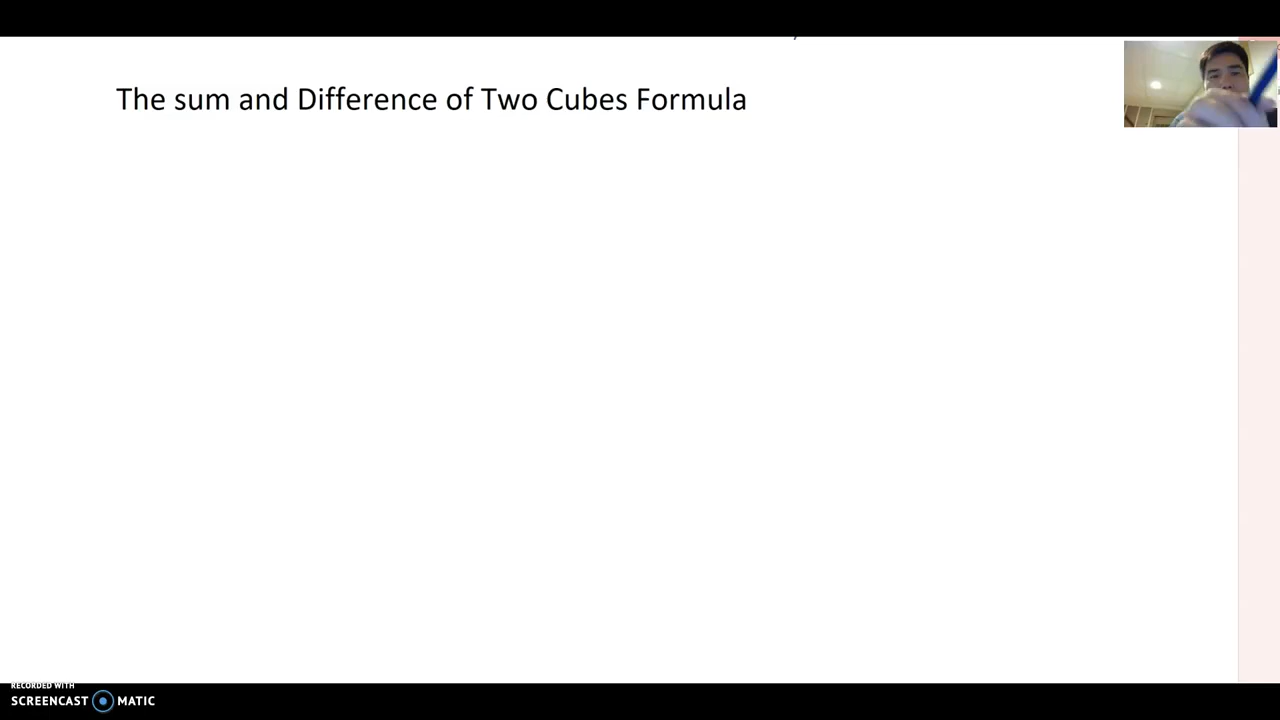 The sum and Difference of Two Cubes Formula
RECORDED WITH
SCREENCAST MATIC